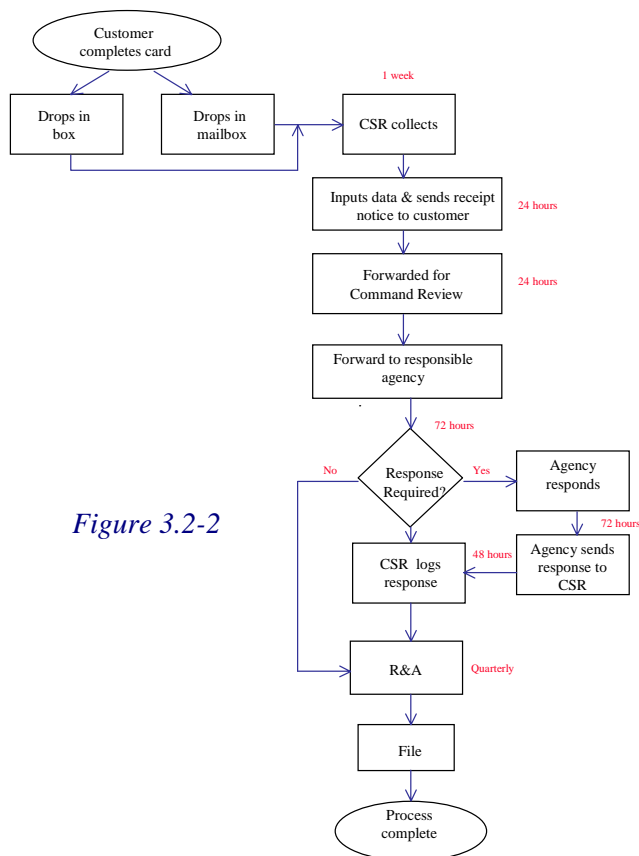 Customer
completes card
1 week
Drops in
box
Drops in
mailbox
CSR collects
Inputs data & sends receipt
notice to customer
24 hours
Forwarded for
Command Review
24 hours
Forward to responsible
agency
72 hours
No
Response
Required?
Yes
Agency
responds
Figure 3.2-2
72 hours
48 hours
CSR logs
response
Agency sends
response to
CSR
R&A
Quarterly
File
Process
complete